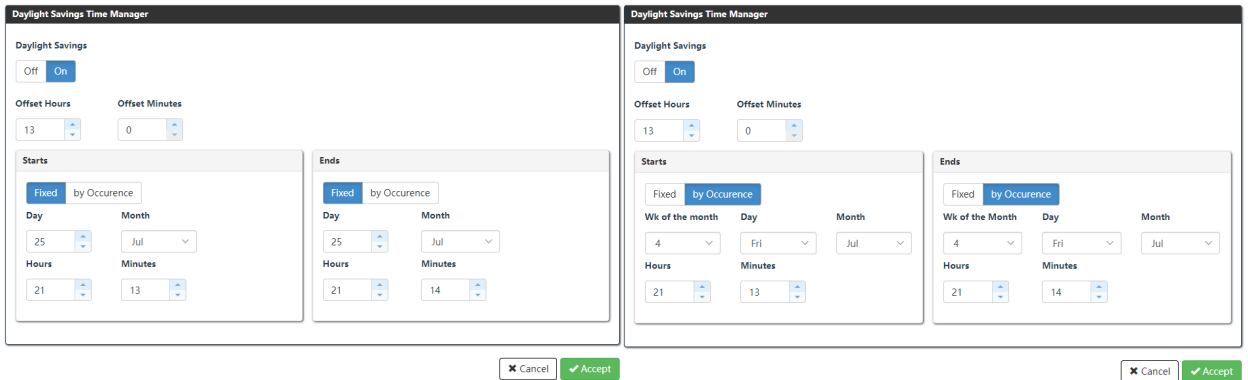 Daylight Savings Time Manager
Daylight Savings
Off On
Offset Hours Offset Minutes
13 0
Starts
Fixed by Occurence
Day Month
25 Jul
Hours Minutes
21 13
Ends
Fixed by Occurence
Day Month
25 Jul
Hours Minutes
21 14
Cancel Accept
Daylight Savings Time Manager
Daylight Savings
Off On
Offset Hours Offset Minutes
13 0
Starts
Fixed by Occurence
Wk of the month Day Month
4 Fri Jul
Hours Minutes
21 13
Ends
Fixed by Occurence
Wk of the Month Day Month
4 Fri Jul
Hours Minutes
21 14
Cancel Accept